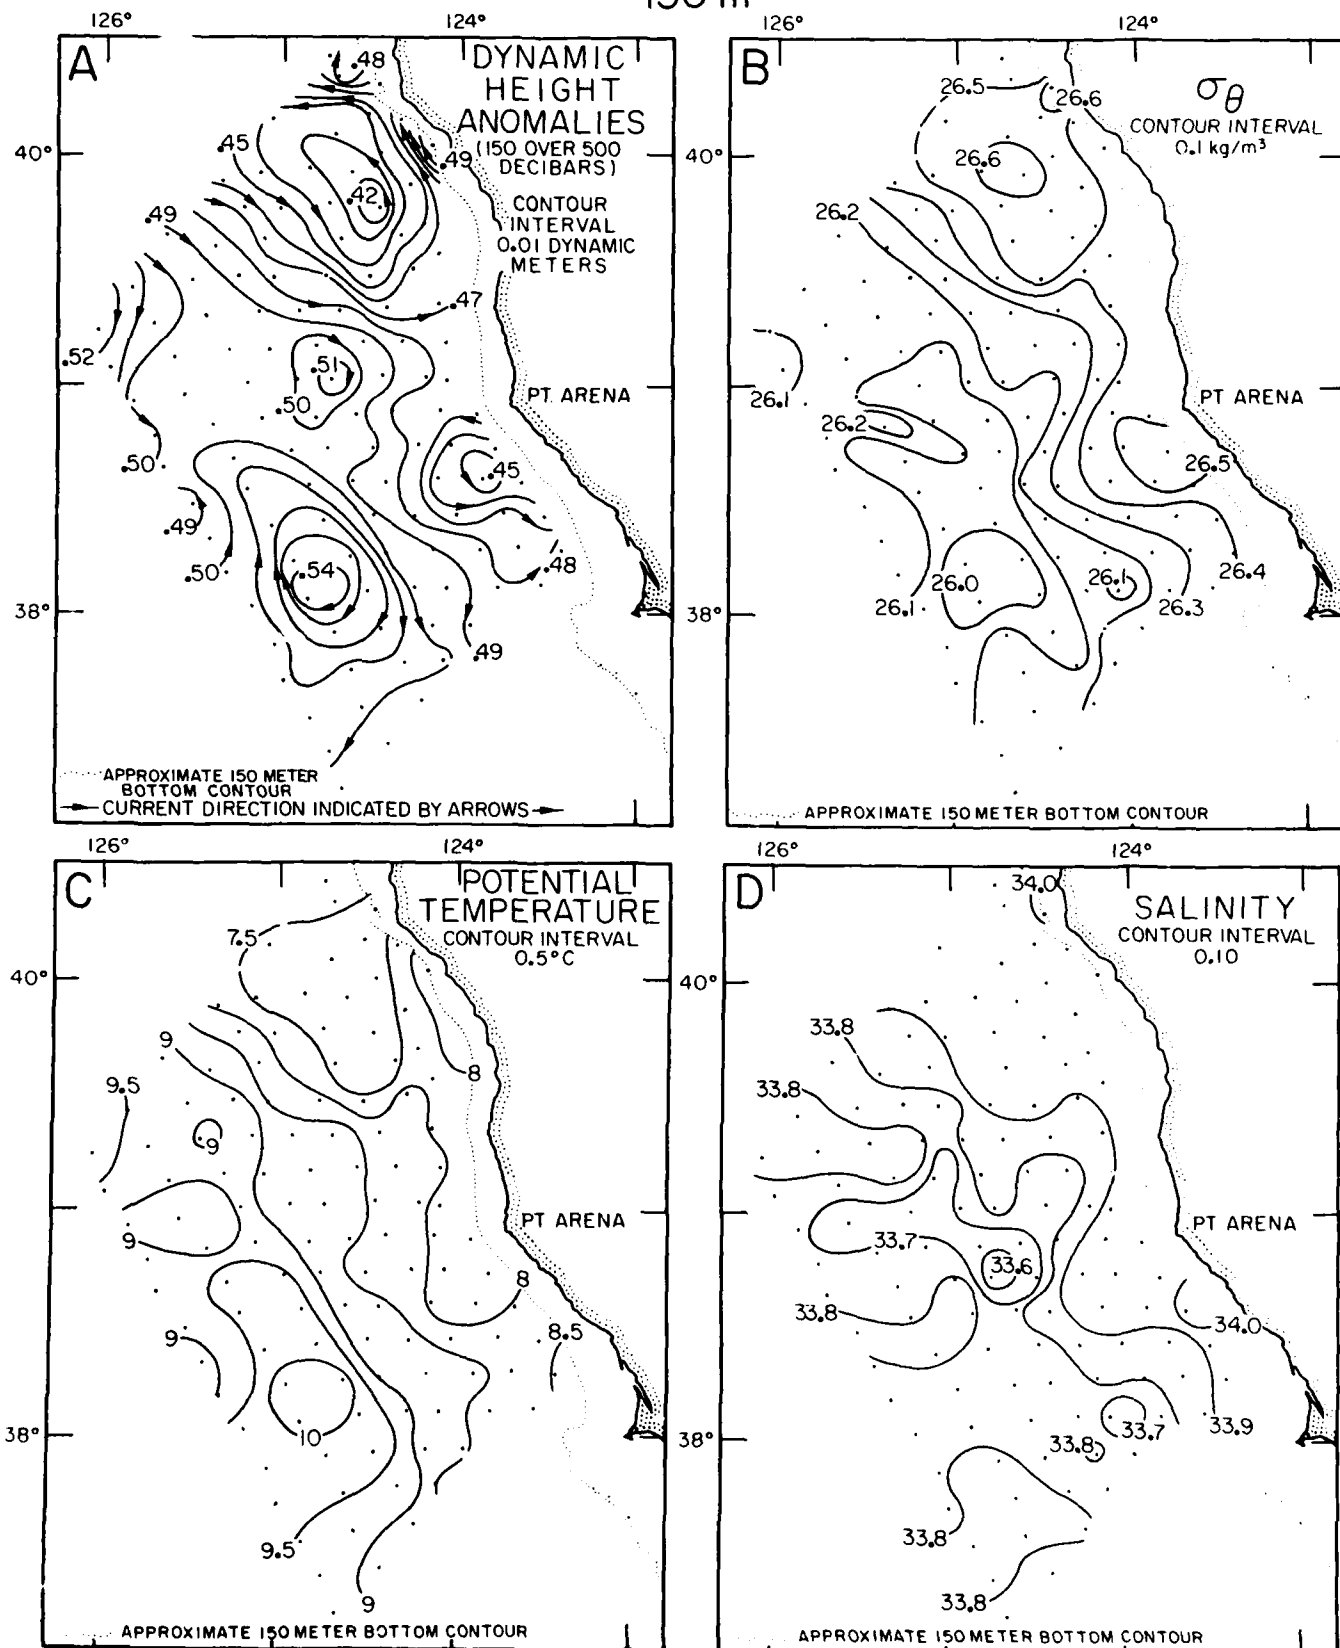 150 m
126°
124°
A
DYNAMIC
HEIGHT
ANOMALIES
(150 OVER 500
DECIBARS)
CONTOUR
INTERVAL
0.01 DYNAMIC
METERS
.48
.45
40°
.49
.42
.49
.47
.52
.51
.50
PT. ARENA
.50
.45
.49
.50
.54
.48
38°
.49
APPROXIMATE 150 METER
BOTTOM CONTOUR
CURRENT DIRECTION INDICATED BY ARROWS
126°
124°
B
σθ
CONTOUR INTERVAL
0.1 kg/m³
26.5
26.6
40°
26.6
26.2
26.1
PT ARENA
26.2
26.5
26.4
26.1
26.0
26.1
26.3
38°
APPROXIMATE 150 METER BOTTOM CONTOUR
126°
124°
C
POTENTIAL
TEMPERATURE
CONTOUR INTERVAL
0.5°C
7.5
40°
9
8
9.5
9
PT ARENA
9
8
9
8.5
10
38°
9.5
9
APPROXIMATE 150 METER BOTTOM CONTOUR
126°
124°
D
34.0
SALINITY
CONTOUR INTERVAL
0.10
40°
33.8
33.8
PT ARENA
33.7
33.6
33.8
34.0
33.9
33.7
33.8
38°
33.8
33.8
APPROXIMATE 150 METER BOTTOM CONTOUR